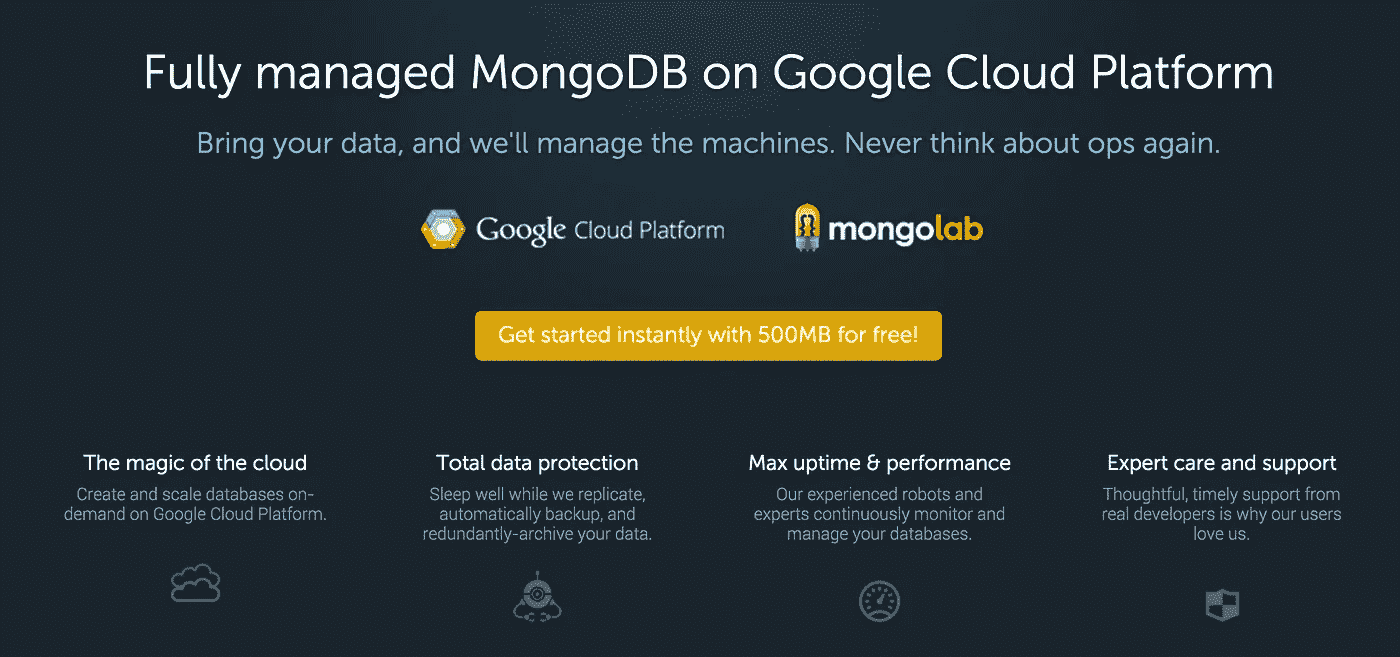 Fully managed MongoDB on Google Cloud Platform
Bring your data, and we'll manage the machines. Never think about ops again.
Google Cloud Platform
mongolab
Get started instantly with 500MB for free!
The magic of the cloud
Create and scale databases on-
demand on Google Cloud Platform.
Total data protection
Sleep well while we replicate,
automatically backup, and
redundantly-archive your data.
Max uptime & performance
Our experienced robots and
experts continuously monitor and
manage your databases.
Expert care and support
Thoughtful, timely support from
real developers is why our users
love us.